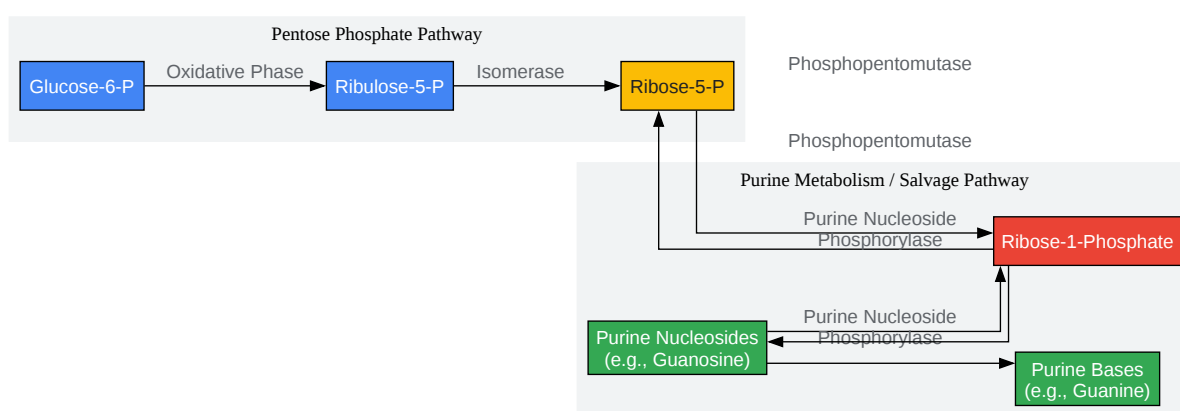 Pentose Phosphate Pathway
Glucose-6-P
Oxidative Phase
Ribulose-5-P
Isomerase
Ribose-5-P
Phosphopentomutase
Phosphopentomutase
Purine Metabolism / Salvage Pathway
Purine Nucleoside
Phosphorylase
Ribose-1-Phosphate
Purine Nucleosides
(e.g., Guanosine)
Purine Nucleoside
Phosphorylase
Purine Bases
(e.g., Guanine)